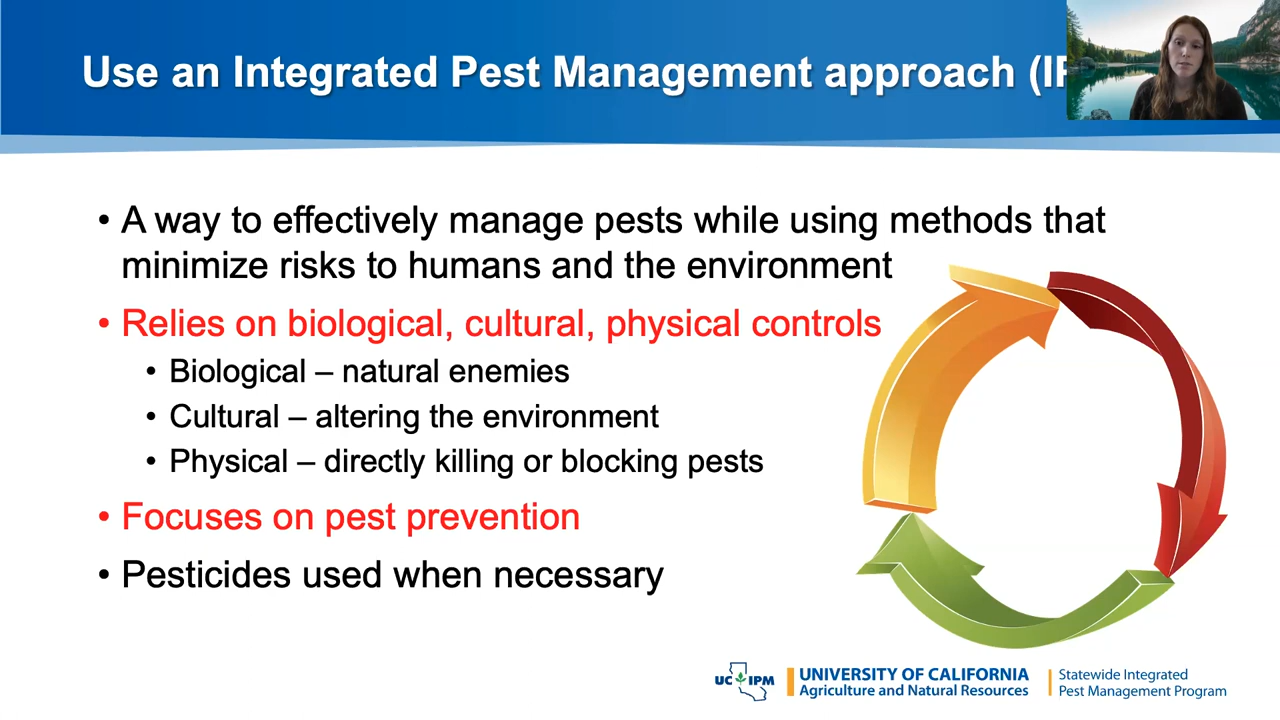 Use an Integrated Pest Management approach (I
• A way to effectively manage pests while using methods that
minimize risks to humans and the environment
• Relies on biological, cultural, physical controls
• Biological – natural enemies
• Cultural – altering the environment
• Physical – directly killing or blocking pests
• Focuses on pest prevention
• Pesticides used when necessary
UC IPM
UNIVERSITY OF CALIFORNIA
Agriculture and Natural Resources
Statewide Integrated
Pest Management Program